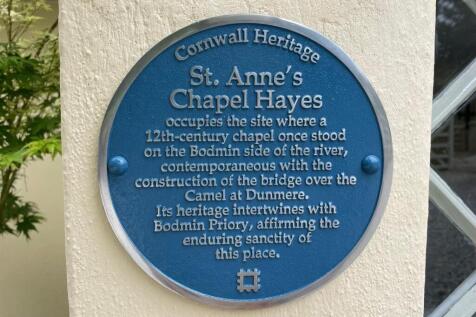 Cornwall Heritage
St. Anne's
Chapel Hayes
occupies the site where a
12th-century chapel once stood
on the Bodmin side of the river,
contemporaneous with the
construction of the bridge over the
Camel at Dunmere.
Its heritage intertwines with
Bodmin Priory, affirming the
enduring sanctity of
this place.